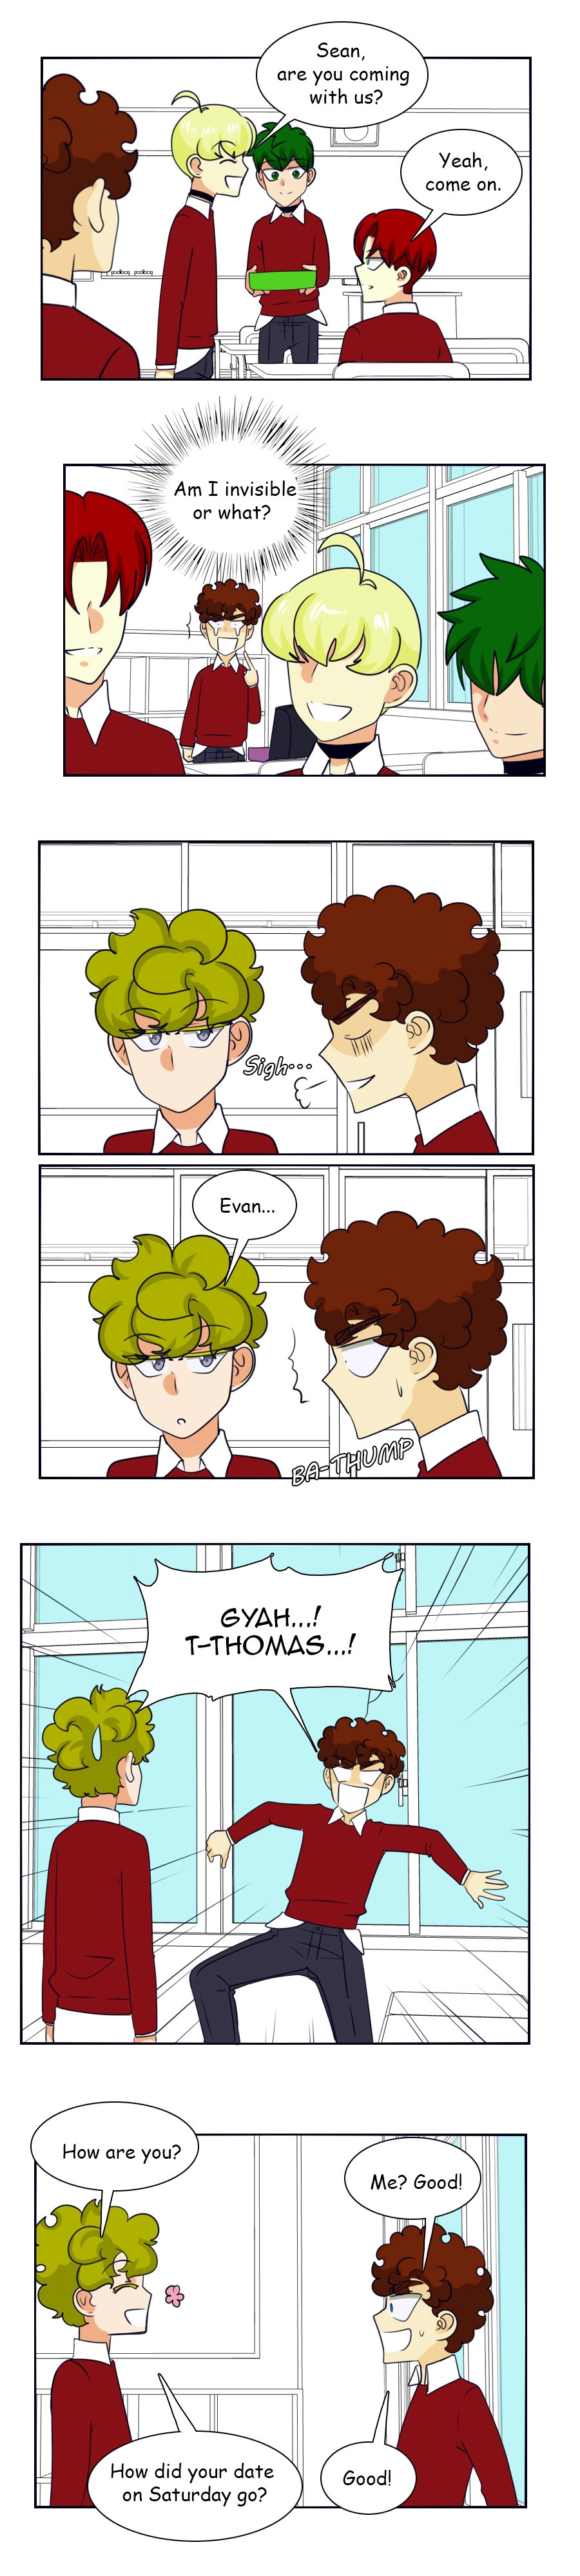 Sean,
are you coming
with us?
Yeah,
come on.
Am I invisible
or what?
Sigh...
Evan...
BA-THUMP
GYAH...!
T-THOMAS...!
How are you?
Me? Good!
How did your date
on Saturday go?
Good!